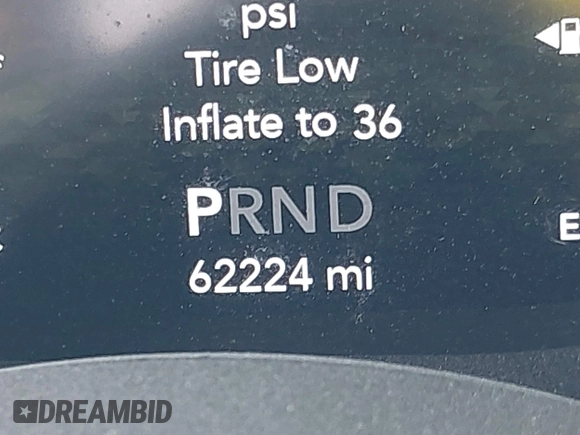 psi
Tire Low
Inflate to 36
PRND
E
62224 mi
DREAMBID